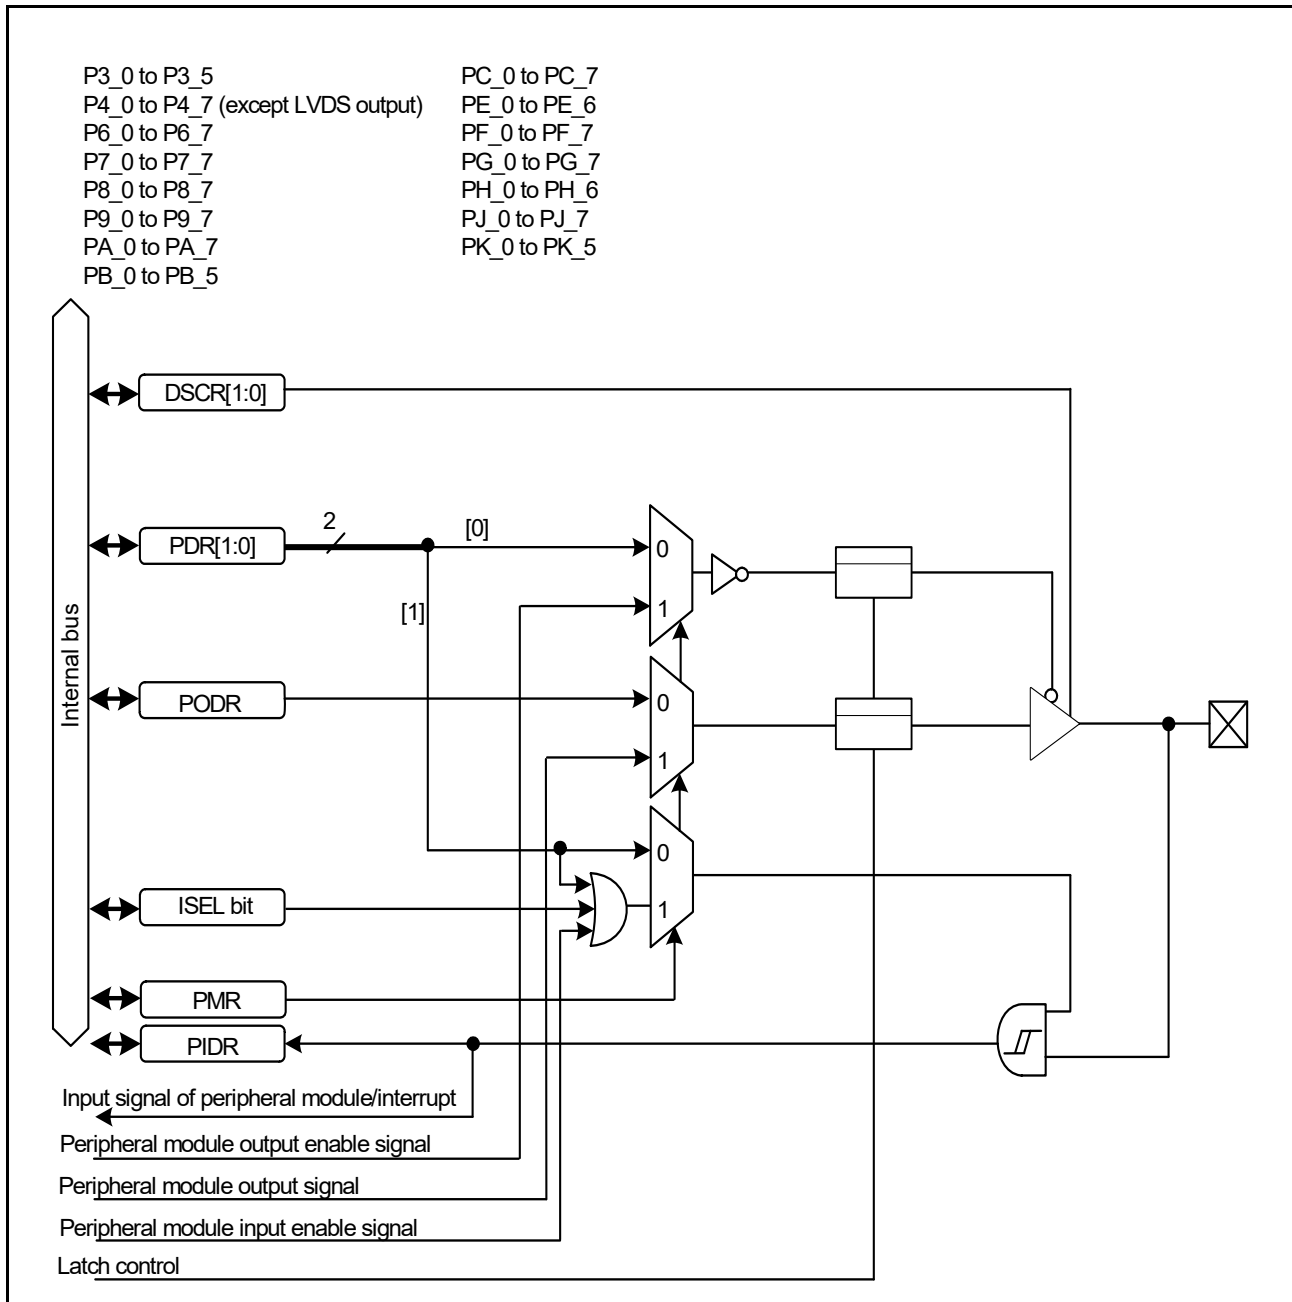 P3_0 to P3_5
P4_0 to P4_7 (except LVDS output)
P6_0 to P6_7
P7_0 to P7_7
P8_0 to P8_7
P9_0 to P9_7
PA_0 to PA_7
PB_0 to PB_5
PC_0 to PC_7
PE_0 to PE_6
PF_0 to PF_7
PG_0 to PG_7
PH_0 to PH_6
PJ_0 to PJ_7
PK_0 to PK_5
Internal bus
DSCR[1:0]
PDR[1:0]
2
[0]
[1]
0
1
PODR
0
1
0
1
ISEL bit
PMR
PIDR
Input signal of peripheral module/interrupt
Peripheral module output enable signal
Peripheral module output signal
Peripheral module input enable signal
Latch control